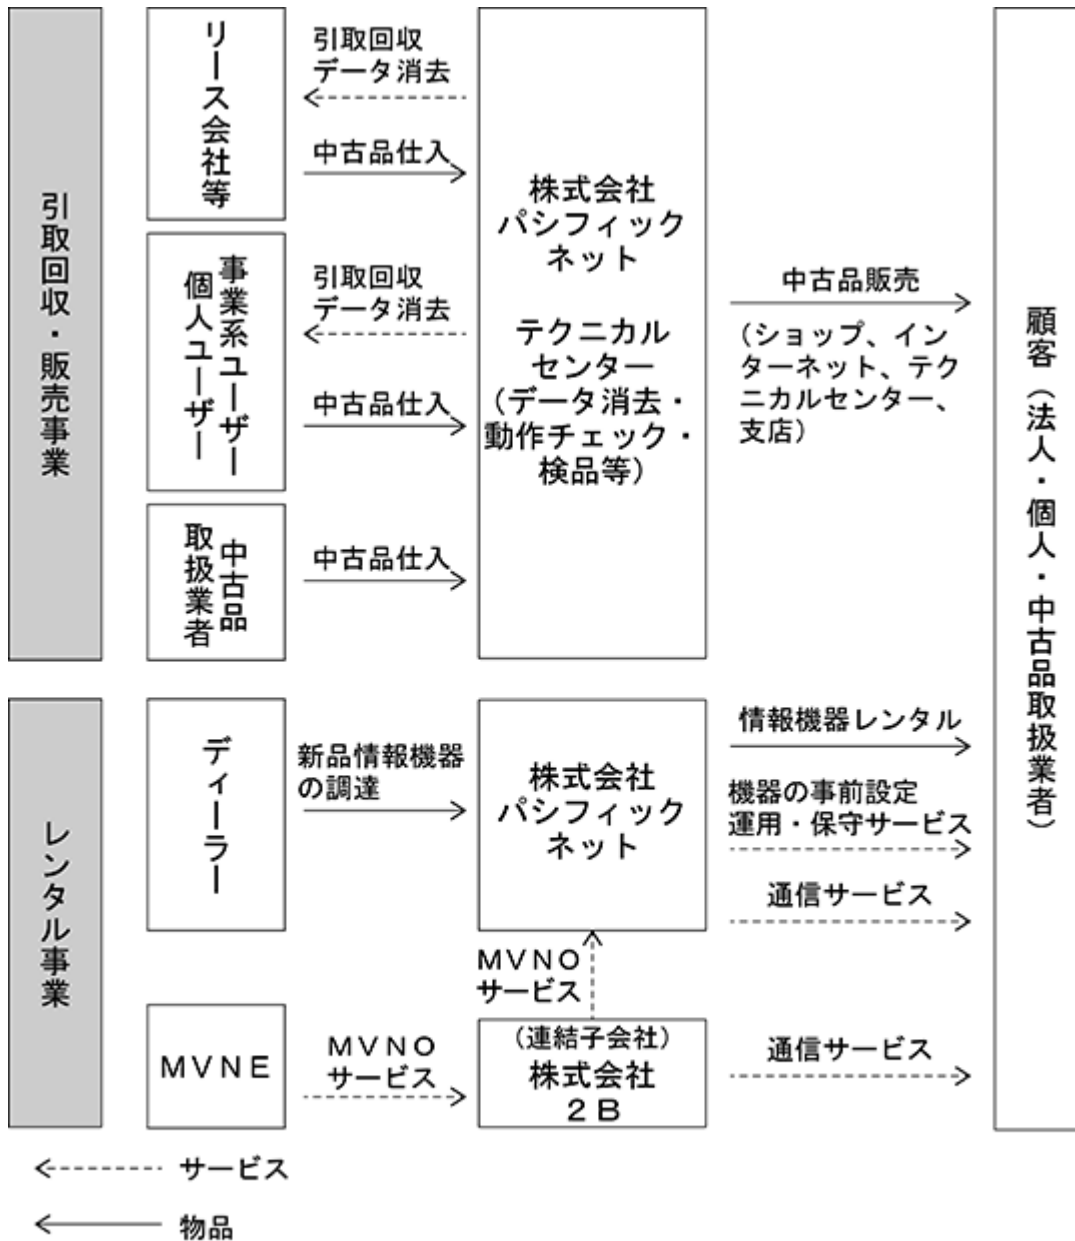 引取回収・販売事業
リース会社等
引取回収
データ消去
中古品仕入
事業系ユーザー
個人ユーザー
引取回収
データ消去
中古品仕入
中古品
取扱業者
中古品仕入
株式会社
パシフィック
ネット
テクニカル
センター
（データ消去・
動作チェック・
検品等）
中古品販売
（ショップ、イン
ターネット、テク
ニカルセンター、
支店）
顧客（法人・個人・中古品取扱業者）
レンタル事業
ディーラー
新品情報機器
の調達
株式会社
パシフィック
ネット
情報機器レンタル
機器の事前設定
運用・保守サービス
通信サービス
ＭＶＮＯ
サービス
ＭＶＮＥ
ＭＶＮＯ
サービス
（連結子会社）
株式会社
２Ｂ
通信サービス
サービス
物品